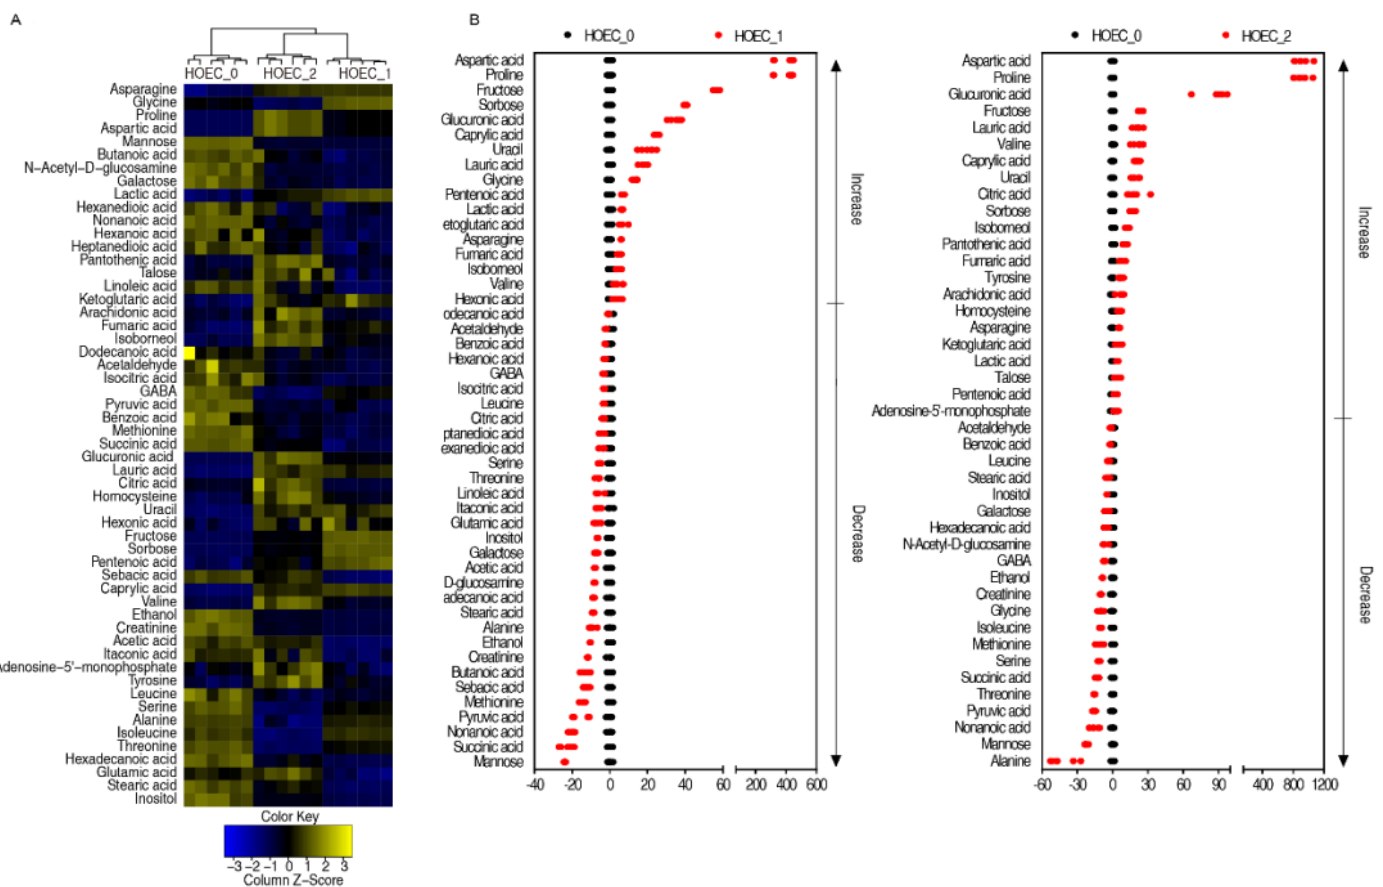 A
HOEC_0
HOEC_2
HOEC_1
Asparagine
Glycine
Proline
Aspartic acid
Mannose
Butanoic acid
N-Acetyl-D-glucosamine
Galactose
Lactic acid
Hexanedioic acid
Nonanoic acid
Hexanoic acid
Heptanedioic acid
Pantothenic acid
Talose
Linoleic acid
Ketoglutaric acid
Arachidonic acid
Fumaric acid
Isoborneol
Dodecanoic acid
Acetaldehyde
Isocitric acid
GABA
Pyruvic acid
Benzoic acid
Methionine
Succinic acid
Glucuronic acid
Lauric acid
Citric acid
Homocysteine
Uracil
Hexonic acid
Fructose
Sorbose
Pentenoic acid
Sebacic acid
Caprylic acid
Valine
Ethanol
Creatinine
Acetic acid
Itaconic acid
Adenosine-5'-monophosphate
Tyrosine
Leucine
Serine
Alanine
Isoleucine
Threonine
Hexadecanoic acid
Glutamic acid
Stearic acid
Inositol
Color Key
-3 -2 -1 0 1 2 3
Column Z-Score
B
HOEC_0
HOEC_1
Aspartic acid
Proline
Fructose
Sorbose
Glucuronic acid
Caprylic acid
Uracil
Lauric acid
Glycine
Pentenoic acid
Lactic acid
etoglutaric acid
Asparagine
Fumaric acid
Isoborneol
Valine
Hexonic acid
odecanoic acid
Acetaldehyde
Benzoic acid
Hexanoic acid
GABA
Isocitric acid
Leucine
Citric acid
ptanedioic acid
exanedioic acid
Serine
Threonine
Linoleic acid
Itaconic acid
Glutamic acid
Inositol
Galactose
Acetic acid
D-glucosamine
adecanoic acid
Stearic acid
Alanine
Ethanol
Creatinine
Butanoic acid
Sebacic acid
Methionine
Pyruvic acid
Nonanoic acid
Succinic acid
Mannose
-40 -20 0 20 40 60 200 400 600
Increase
Decrease
HOEC_0
HOEC_2
Aspartic acid
Proline
Glucuronic acid
Fructose
Lauric acid
Valine
Caprylic acid
Uracil
Citric acid
Sorbose
Isoborneol
Pantothenic acid
Fumaric acid
Tyrosine
Arachidonic acid
Homocysteine
Asparagine
Ketoglutaric acid
Lactic acid
Talose
Pentenoic acid
Adenosine-5'-monophosphate
Acetaldehyde
Benzoic acid
Leucine
Stearic acid
Inositol
Galactose
Hexadecanoic acid
N-Acetyl-D-glucosamine
GABA
Ethanol
Creatinine
Glycine
Isoleucine
Methionine
Serine
Succinic acid
Threonine
Pyruvic acid
Nonanoic acid
Mannose
Alanine
-60 -30 0 30 60 90 400 800 1200
Increase
Decrease